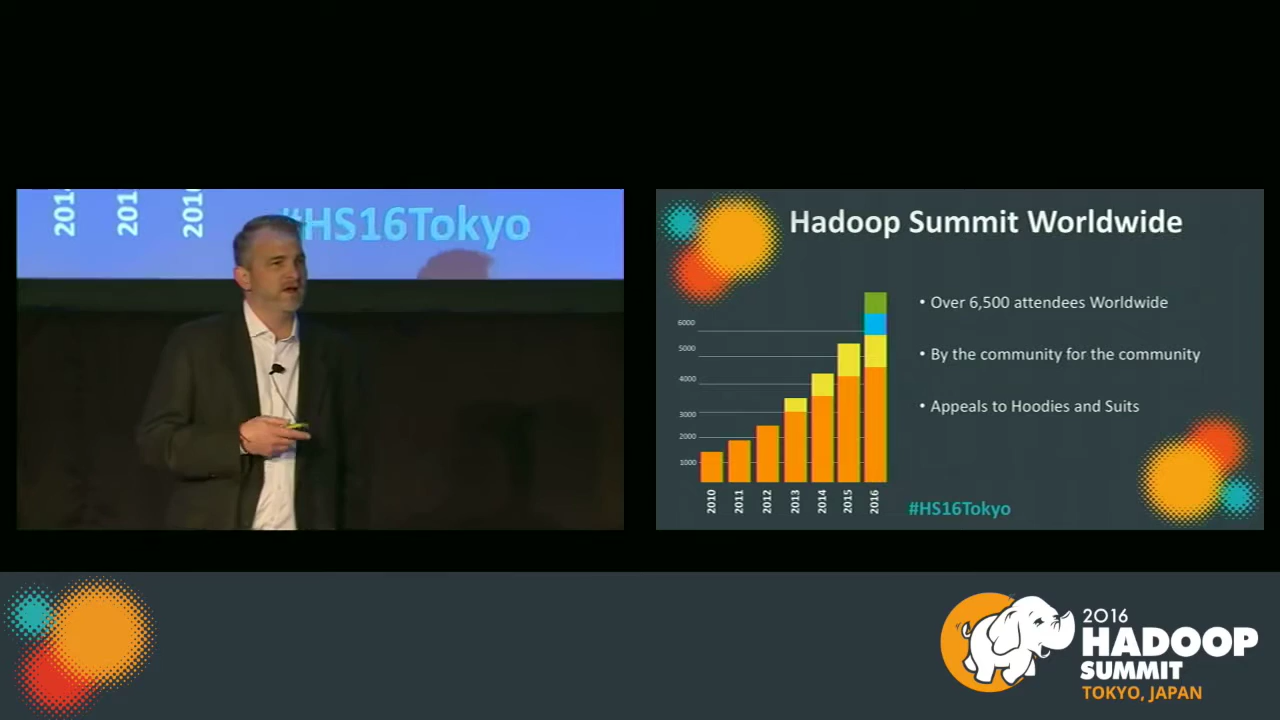 #HS16Tokyo
Hadoop Summit Worldwide
• Over 6,500 attendees Worldwide
• By the community for the community
• Appeals to Hoodies and Suits
6000
5000
4000
3000
2000
1000
2010
2011
2012
2013
2014
2015
2016
#HS16Tokyo
2016
HADOOP
SUMMIT
TOKYO, JAPAN